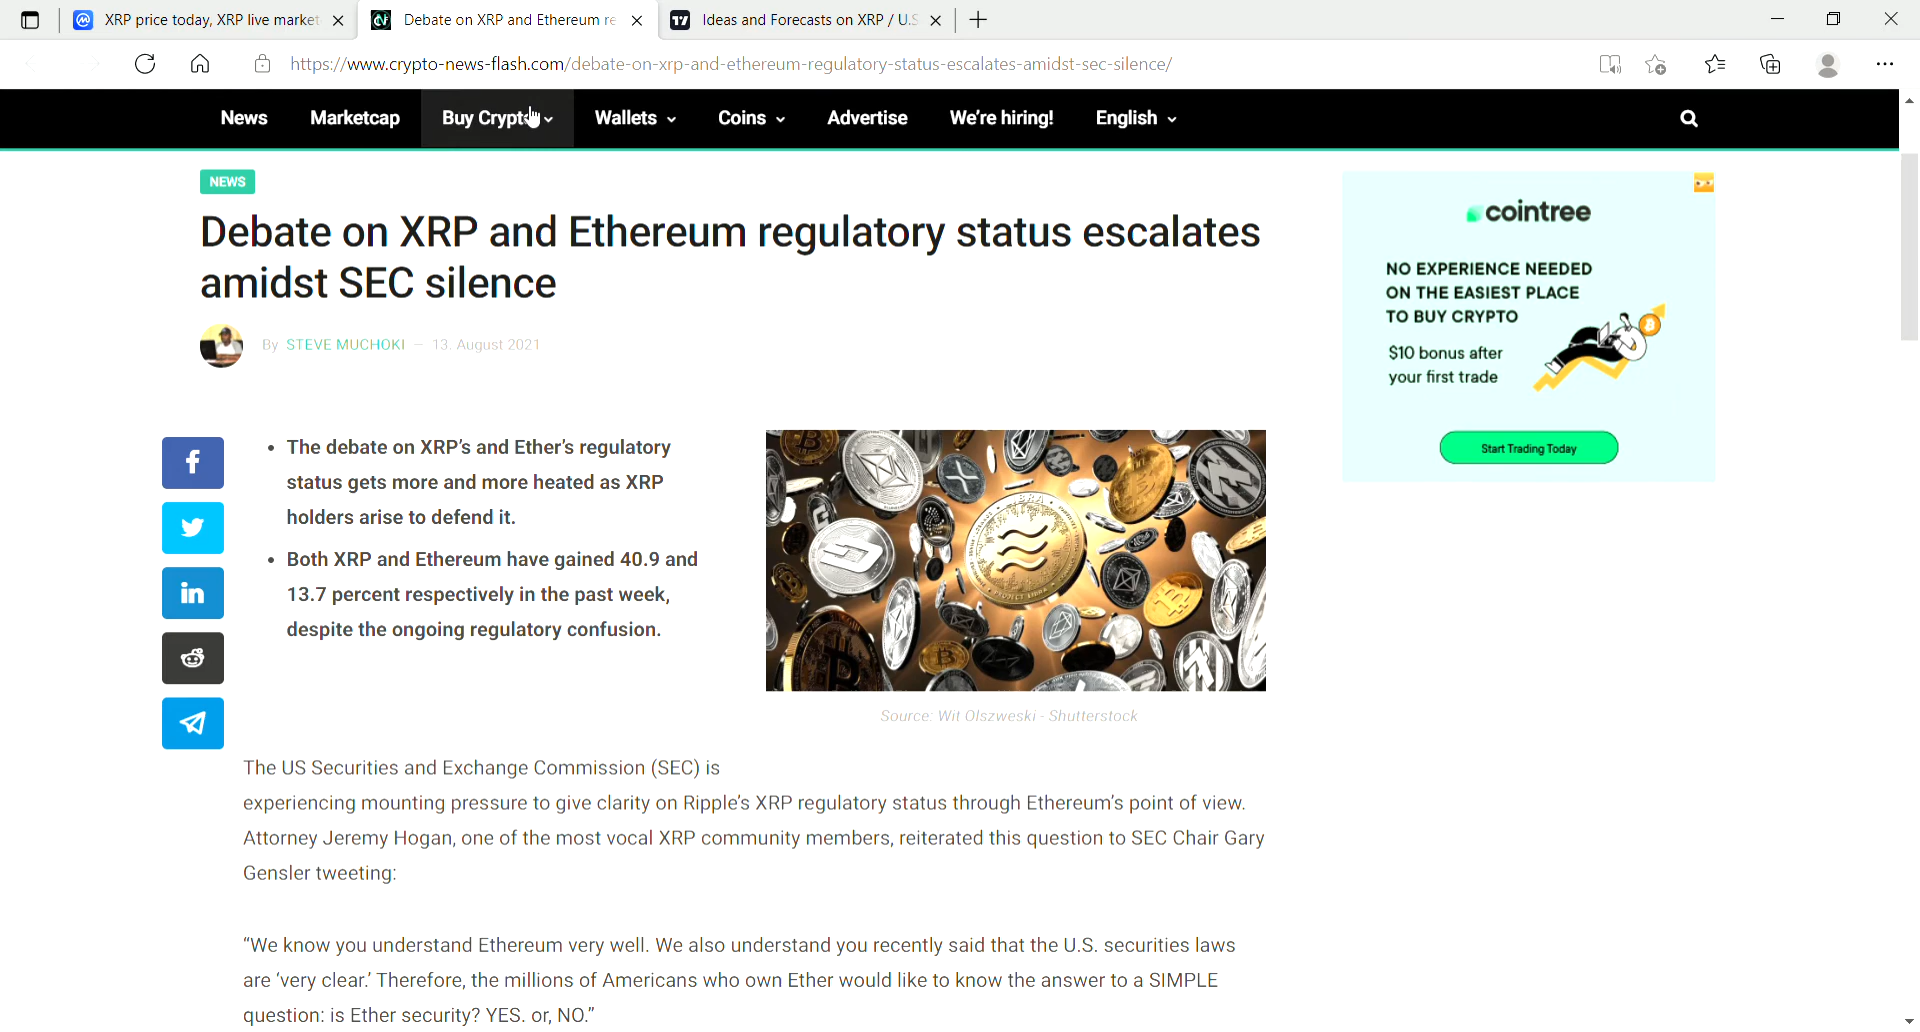 XRP price today, XRP live market
Debate on XRP and Ethereum re
Ideas and Forecasts on XRP / U.S
https://www.crypto-news-flash.com/debate-on-xrp-and-ethereum-regulatory-status-escalates-amidst-sec-silence/
News Marketcap Buy Crypto Wallets Coins Advertise We're hiring! English
NEWS
Debate on XRP and Ethereum regulatory status escalates
amidst SEC silence
By STEVE MUCHOKI – 13. August 2021
• The debate on XRP's and Ether's regulatory
status gets more and more heated as XRP
holders arise to defend it.
• Both XRP and Ethereum have gained 40.9 and
13.7 percent respectively in the past week,
despite the ongoing regulatory confusion.
Source: Wit Olszweski - Shutterstock
The US Securities and Exchange Commission (SEC) is
experiencing mounting pressure to give clarity on Ripple's XRP regulatory status through Ethereum's point of view.
Attorney Jeremy Hogan, one of the most vocal XRP community members, reiterated this question to SEC Chair Gary
Gensler tweeting:
“We know you understand Ethereum very well. We also understand you recently said that the U.S. securities laws
are ‘very clear.’ Therefore, the millions of Americans who own Ether would like to know the answer to a SIMPLE
question: is Ether security? YES. or, NO.”
cointree
NO EXPERIENCE NEEDED
ON THE EASIEST PLACE
TO BUY CRYPTO
$10 bonus after
your first trade
Start Trading Today